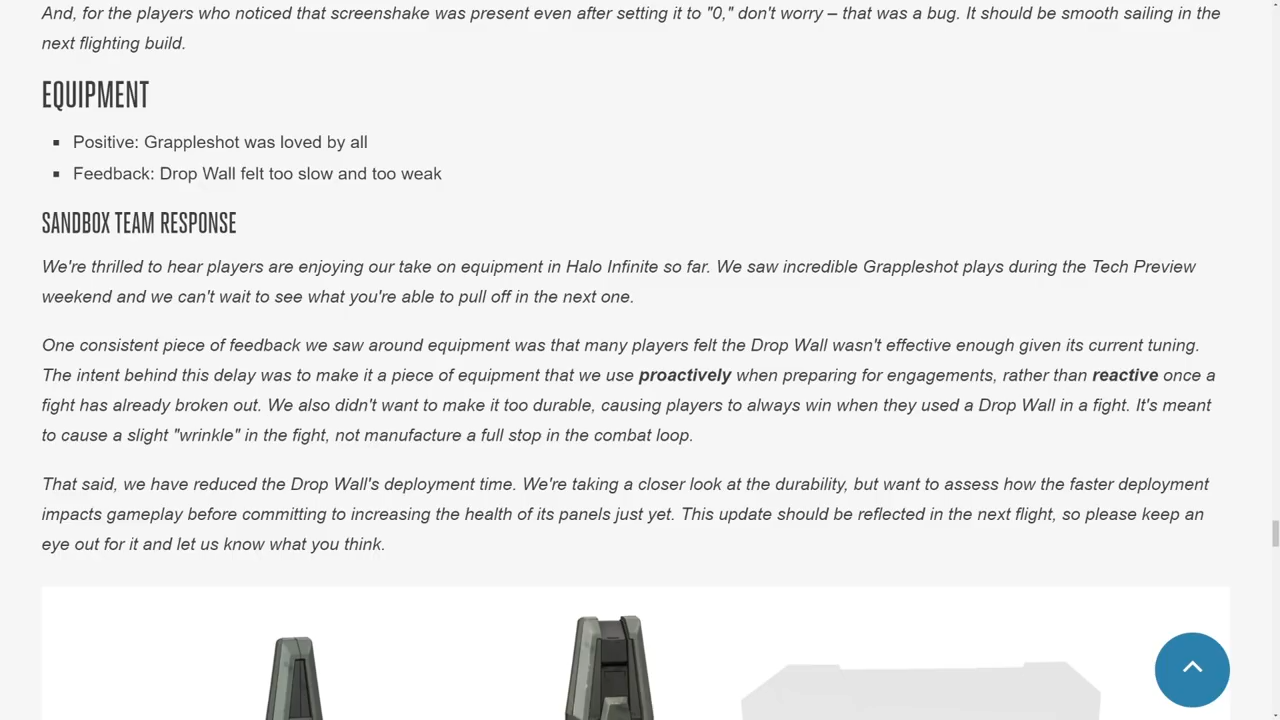 And, for the players who noticed that screenshake was present even after setting it to "0," don't worry – that was a bug. It should be smooth sailing in the
next flighting build.
EQUIPMENT
▪ Positive: Grappleshot was loved by all
▪ Feedback: Drop Wall felt too slow and too weak
SANDBOX TEAM RESPONSE
We're thrilled to hear players are enjoying our take on equipment in Halo Infinite so far. We saw incredible Grappleshot plays during the Tech Preview
weekend and we can't wait to see what you're able to pull off in the next one.
One consistent piece of feedback we saw around equipment was that many players felt the Drop Wall wasn't effective enough given its current tuning.
The intent behind this delay was to make it a piece of equipment that we use proactively when preparing for engagements, rather than reactive once a
fight has already broken out. We also didn't want to make it too durable, causing players to always win when they used a Drop Wall in a fight. It's meant
to cause a slight "wrinkle" in the fight, not manufacture a full stop in the combat loop.
That said, we have reduced the Drop Wall's deployment time. We're taking a closer look at the durability, but want to assess how the faster deployment
impacts gameplay before committing to increasing the health of its panels just yet. This update should be reflected in the next flight, so please keep an
eye out for it and let us know what you think.